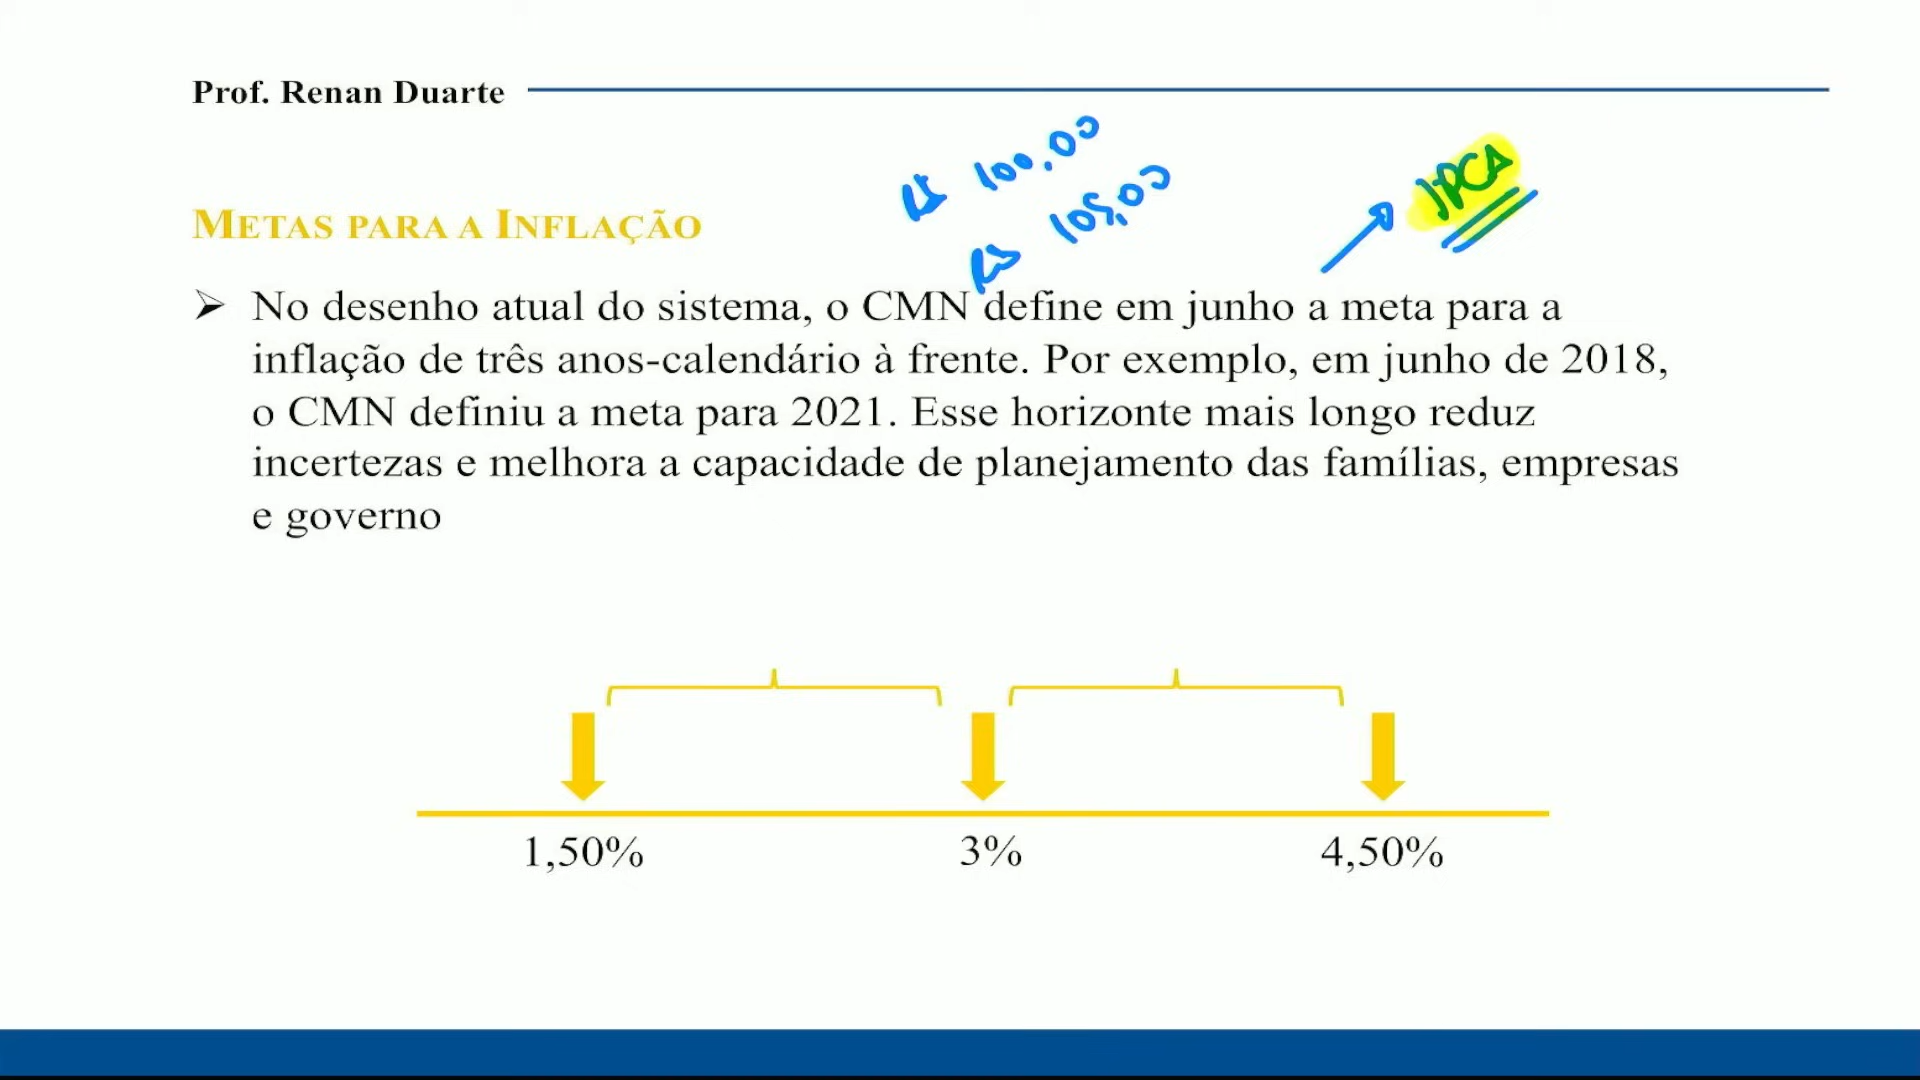 Prof. Renan Duarte
R$ 100,00
R$ 105,00
IPCA
METAS PARA A INFLAÇÃO
➢ No desenho atual do sistema, o CMN define em junho a meta para a
inflação de três anos-calendário à frente. Por exemplo, em junho de 2018,
o CMN definiu a meta para 2021. Esse horizonte mais longo reduz
incertezas e melhora a capacidade de planejamento das famílias, empresas
e governo
1,50% 3% 4,50%